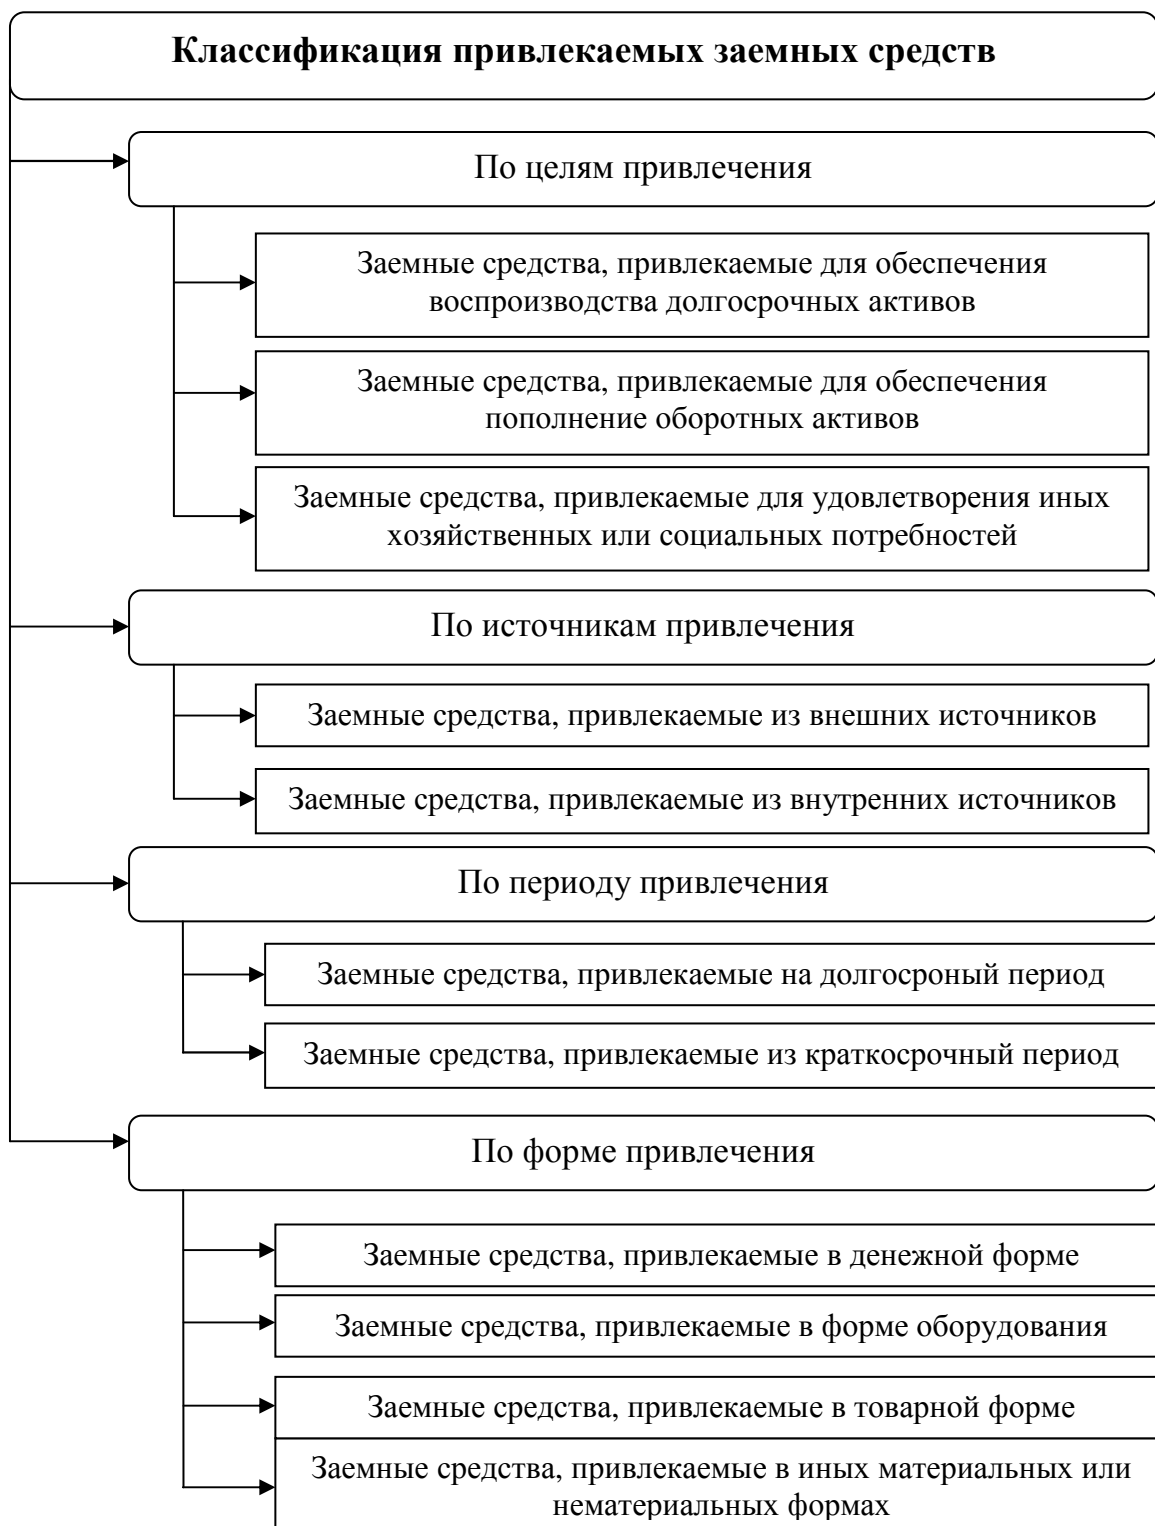 Классификация привлекаемых заемных средств
По целям привлечения
Заемные средства, привлекаемые для обеспечения
воспроизводства долгосрочных активов
Заемные средства, привлекаемые для обеспечения
пополнение оборотных активов
Заемные средства, привлекаемые для удовлетворения иных
хозяйственных или социальных потребностей
По источникам привлечения
Заемные средства, привлекаемые из внешних источников
Заемные средства, привлекаемые из внутренних источников
По периоду привлечения
Заемные средства, привлекаемые на долгосроный период
Заемные средства, привлекаемые из краткосрочный период
По форме привлечения
Заемные средства, привлекаемые в денежной форме
Заемные средства, привлекаемые в форме оборудования
Заемные средства, привлекаемые в товарной форме
Заемные средства, привлекаемые в иных материальных или
нематериальных формах